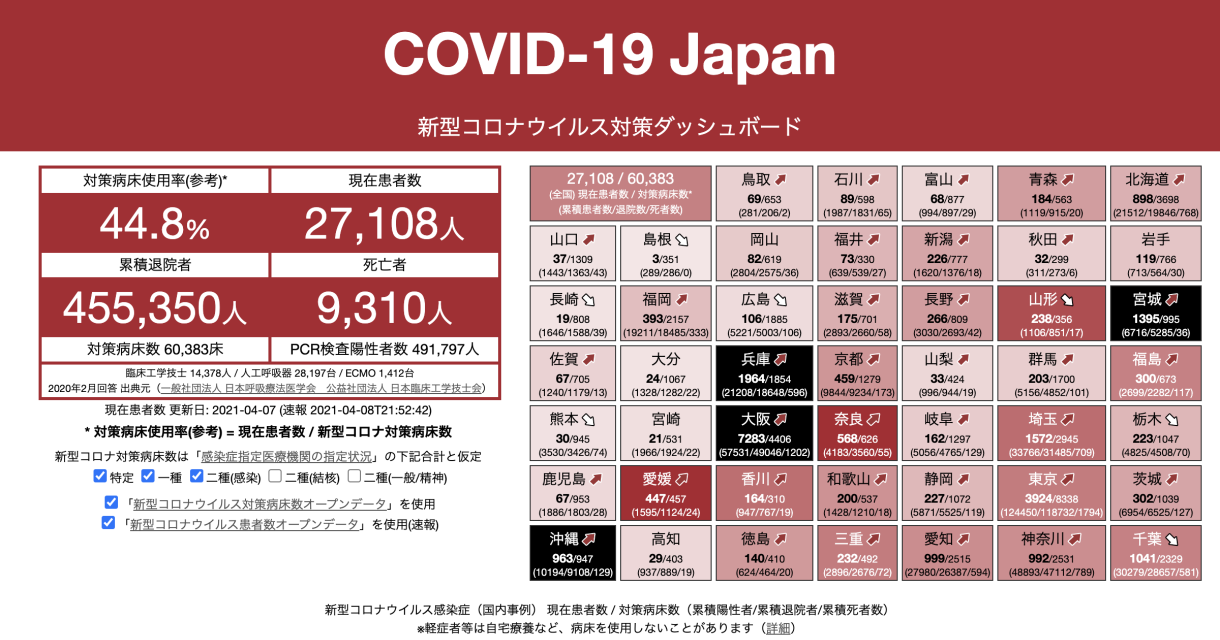 COVID-19 Japan
新型コロナウイルス対策ダッシュボード
対策病床使用率(参考)*
現在患者数
44.8%
27,108人
累積退院者
死亡者
455,350人
9,310人
対策病床数 60,383床
PCR検査陽性者数 491,797人
臨床工学技士 14,378人 / 人工呼吸器 28,197台 / ECMO 1,412台
2020年2月回答 出典元（一般社団法人 日本呼吸療法医学会　公益社団法人 日本臨床工学技士会）
現在患者数 更新日: 2021-04-07 (速報 2021-04-08T21:52:42)
* 対策病床使用率(参考) = 現在患者数 / 新型コロナ対策病床数
新型コロナ対策病床数は「感染症指定医療機関の指定状況」の下記合計と仮定
特定 一種 二種(感染) 二種(結核) 二種(一般/精神)
「新型コロナウイルス対策病床数オープンデータ」を使用
「新型コロナウイルス患者数オープンデータ」を使用(速報)
27,108 / 60,383
(全国) 現在患者数 / 対策病床数*
(累積患者数/退院数/死者数)
鳥取
69/653
(281/206/2)
石川
89/598
(1987/1831/65)
富山
68/877
(994/897/29)
青森
184/563
(1119/915/20)
北海道
898/3698
(21512/19846/768)
山口
37/1309
(1443/1363/43)
島根
3/351
(289/286/0)
岡山
82/619
(2804/2575/36)
福井
73/330
(639/539/27)
新潟
226/777
(1620/1376/18)
秋田
32/299
(311/273/6)
岩手
119/766
(713/564/30)
長崎
19/808
(1646/1588/39)
福岡
393/2157
(19211/18485/333)
広島
106/1885
(5221/5003/106)
滋賀
175/701
(2893/2660/58)
長野
266/809
(3030/2693/42)
山形
238/356
(1106/851/17)
宮城
1395/995
(6716/5285/36)
佐賀
67/705
(1240/1179/13)
大分
24/1067
(1328/1282/22)
兵庫
1964/1854
(21208/18648/596)
京都
459/1279
(9844/9234/173)
山梨
33/424
(996/944/19)
群馬
203/1700
(5156/4852/101)
福島
300/673
(2699/2282/117)
熊本
30/945
(3530/3426/74)
宮崎
21/531
(1966/1924/22)
大阪
7283/4406
(57531/49046/1202)
奈良
568/626
(4183/3560/55)
岐阜
162/1297
(5056/4765/129)
埼玉
1572/2945
(33766/31485/709)
栃木
223/1047
(4825/4508/70)
鹿児島
67/953
(1886/1803/28)
愛媛
447/457
(1595/1124/24)
香川
164/310
(947/767/19)
和歌山
200/537
(1428/1210/18)
静岡
227/1072
(5871/5525/119)
東京
3924/8338
(124450/118732/1794)
茨城
302/1039
(6954/6525/127)
沖縄
963/947
(10194/9108/129)
高知
29/403
(937/889/19)
徳島
140/410
(624/464/20)
三重
232/492
(2896/2676/72)
愛知
999/2515
(27980/26387/594)
神奈川
992/2531
(48893/47112/789)
千葉
1041/2329
(30279/28657/581)
新型コロナウイルス感染症（国内事例） 現在患者数 / 対策病床数（累積陽性者/累積退院者/累積死者数）
※軽症者等は自宅療養など、病床を使用しないことがあります（詳細）